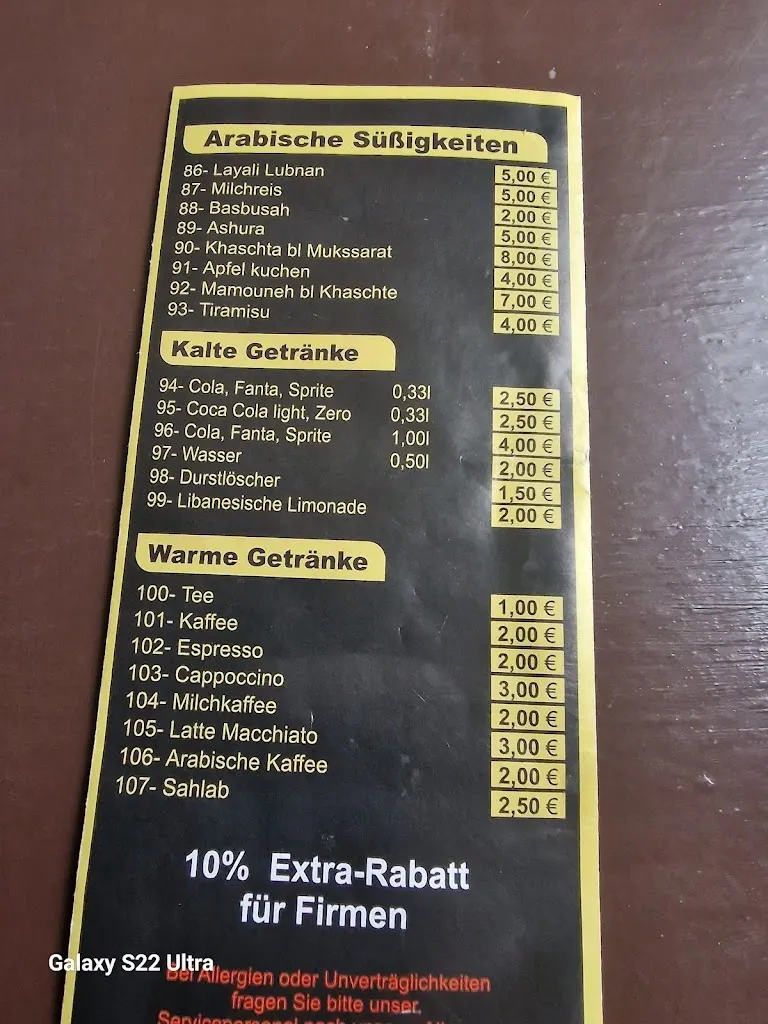 Arabische Süßigkeiten
86- Layali Lubnan 5,00 €
87- Milchreis 5,00 €
88- Basbusah 2,00 €
89- Ashura 5,00 €
90- Khaschta bl Mukssarat 8,00 €
91- Apfel kuchen 4,00 €
92- Mamouneh bl Khaschte 7,00 €
93- Tiramisu 4,00 €
Kalte Getränke
94- Cola, Fanta, Sprite 0,33l 2,50 €
95- Coca Cola light, Zero 0,33l 2,50 €
96- Cola, Fanta, Sprite 1,00l 4,00 €
97- Wasser 0,50l 2,00 €
98- Durstlöscher 1,50 €
99- Libanesische Limonade 2,00 €
Warme Getränke
100- Tee 1,00 €
101- Kaffee 2,00 €
102- Espresso 2,00 €
103- Cappoccino 3,00 €
104- Milchkaffee 2,00 €
105- Latte Macchiato 3,00 €
106- Arabische Kaffee 2,00 €
107- Sahlab 2,50 €
10% Extra-Rabatt
für Firmen
Galaxy S22 Ultra
Bei Allergien oder Unverträglichkeiten
fragen Sie bitte unser
Servicepersonal